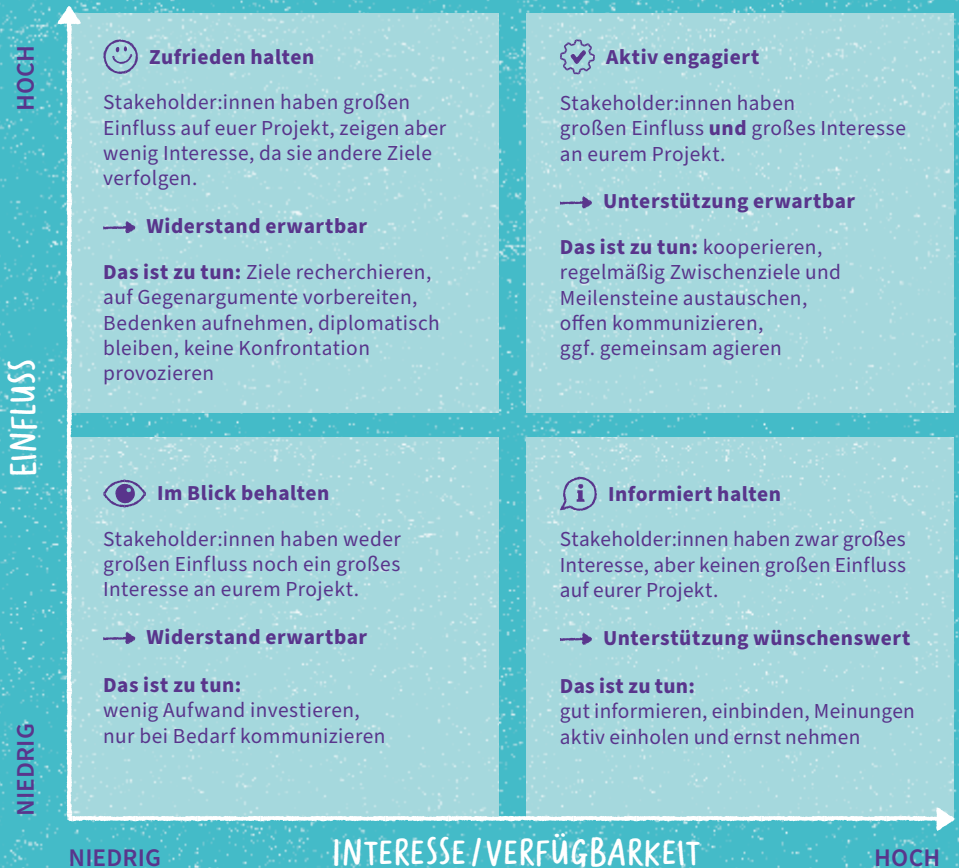 HOCH
Zufrieden halten
Stakeholder:innen haben großen
Einfluss auf euer Projekt, zeigen aber
wenig Interesse, da sie andere Ziele
verfolgen.
Widerstand erwartbar
Das ist zu tun: Ziele recherchieren,
auf Gegenargumente vorbereiten,
Bedenken aufnehmen, diplomatisch
bleiben, keine Konfrontation
provozieren
Aktiv engagiert
Stakeholder:innen haben
großen Einfluss und großes Interesse
an eurem Projekt.
Unterstützung erwartbar
Das ist zu tun: kooperieren,
regelmäßig Zwischenziele und
Meilensteine austauschen,
offen kommunizieren,
ggf. gemeinsam agieren
EINFLUSS
Im Blick behalten
Stakeholder:innen haben weder
großen Einfluss noch ein großes
Interesse an eurem Projekt.
Widerstand erwartbar
Das ist zu tun:
wenig Aufwand investieren,
nur bei Bedarf kommunizieren
Informiert halten
Stakeholder:innen haben zwar großes
Interesse, aber keinen großen Einfluss
auf eurer Projekt.
Unterstützung wünschenswert
Das ist zu tun:
gut informieren, einbinden, Meinungen
aktiv einholen und ernst nehmen
NIEDRIG
NIEDRIG
INTERESSE/VERFÜGBARKEIT
HOCH